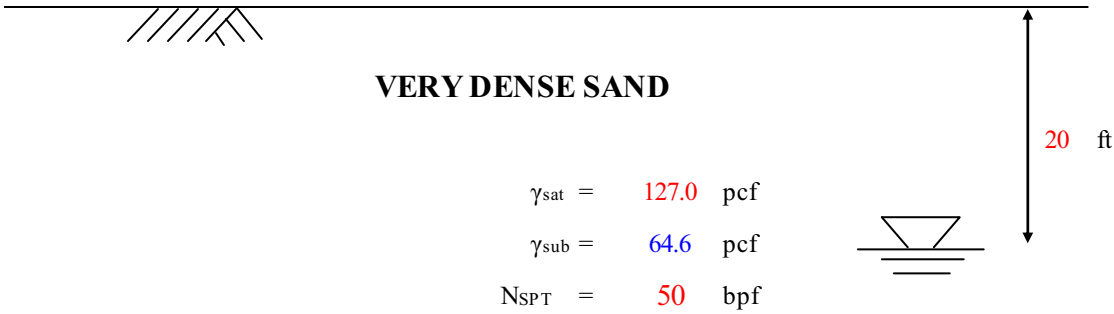 VERY DENSE SAND
20 ft
γsat = 127.0 pcf
γsub = 64.6 pcf
NSPT = 50 bpf